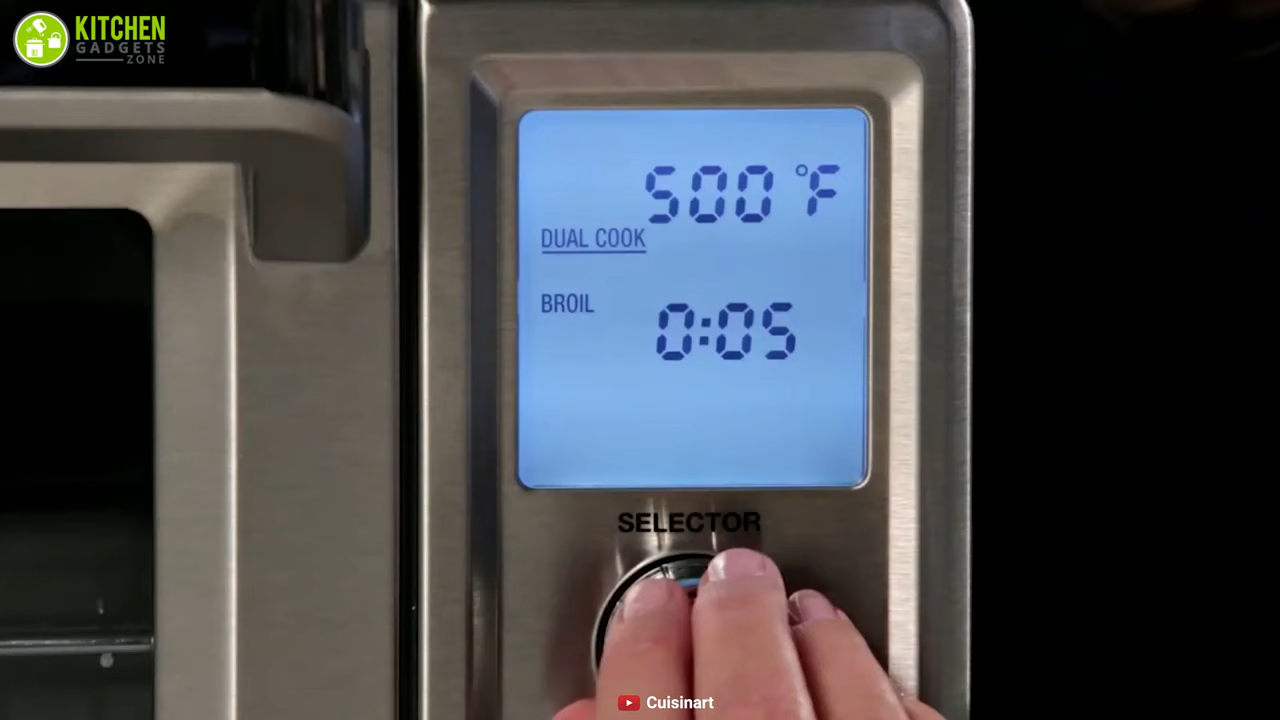 KITCHEN
GADGETS
ZONE
500 °F
DUAL COOK
BROIL
0:05
SELECTOR
Cuisinart